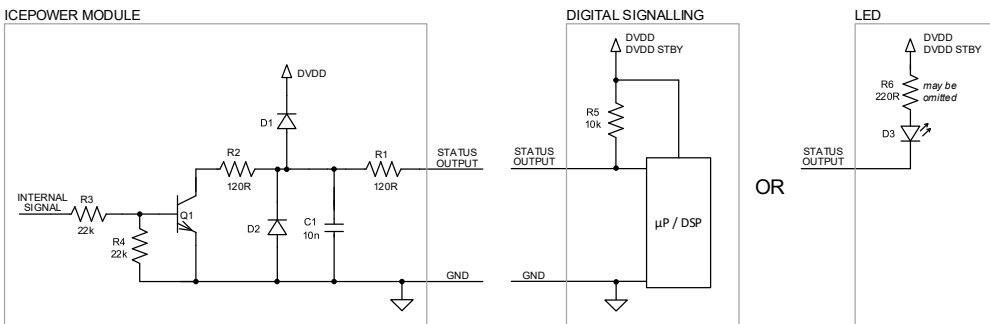 ICEPOWER MODULE
DVDD
D1
R2
120R
R1
120R
STATUS
OUTPUT
INTERNAL
SIGNAL
R3
22k
Q1
R4
22k
D2
C1
10n
GND
DIGITAL SIGNALLING
DVDD
DVDD STBY
R5
10k
STATUS
OUTPUT
µP / DSP
GND
OR
LED
DVDD
DVDD STBY
R6
220R
may be
omitted
D3
STATUS
OUTPUT